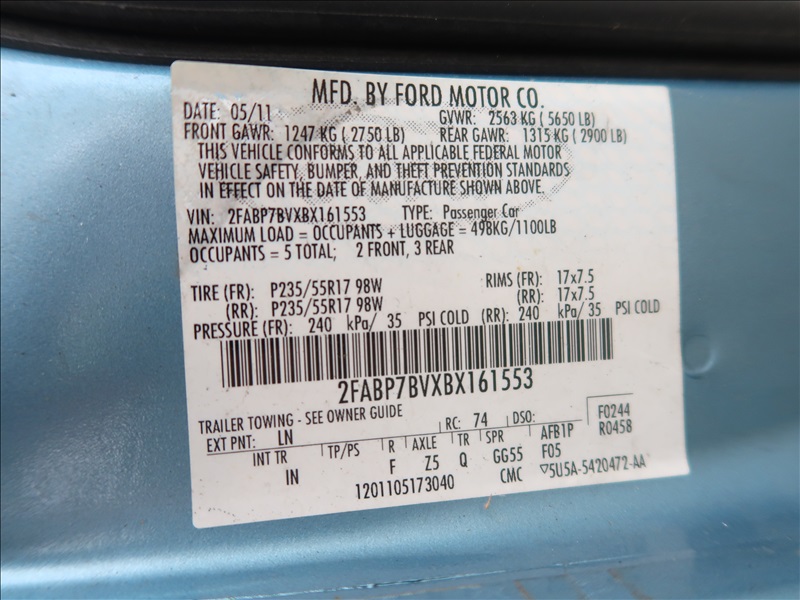 MFD. BY FORD MOTOR CO.
DATE: 05/11 GVWR: 2563 KG ( 5650 LB)
FRONT GAWR: 1247 KG ( 2750 LB) REAR GAWR: 1315 KG ( 2900 LB)
THIS VEHICLE CONFORMS TO ALL APPLICABLE FEDERAL MOTOR
VEHICLE SAFETY, BUMPER, AND THEFT PREVENTION STANDARDS
IN EFFECT ON THE DATE OF MANUFACTURE SHOWN ABOVE.
VIN: 2FABP7BVXBX161553 TYPE: Passenger Car
MAXIMUM LOAD = OCCUPANTS + LUGGAGE = 498KG/1100LB
OCCUPANTS = 5 TOTAL; 2 FRONT, 3 REAR
TIRE (FR): P235/55R17 98W RIMS (FR): 17x7.5
(RR): P235/55R17 98W (RR): 17x7.5
PRESSURE (FR): 240 kPa/ 35 PSI COLD (RR): 240 kPa/ 35 PSI COLD
2FABP7BVXBX161553
TRAILER TOWING - SEE OWNER GUIDE
EXT PNT: LN RC: 74 DSO: F0244
R0458
INT TR TP/PS R AXLE TR SPR AFB1P
IN F Z5 Q GG55 F05
1201105173040 CMC ▽5U5A-5420472-AA